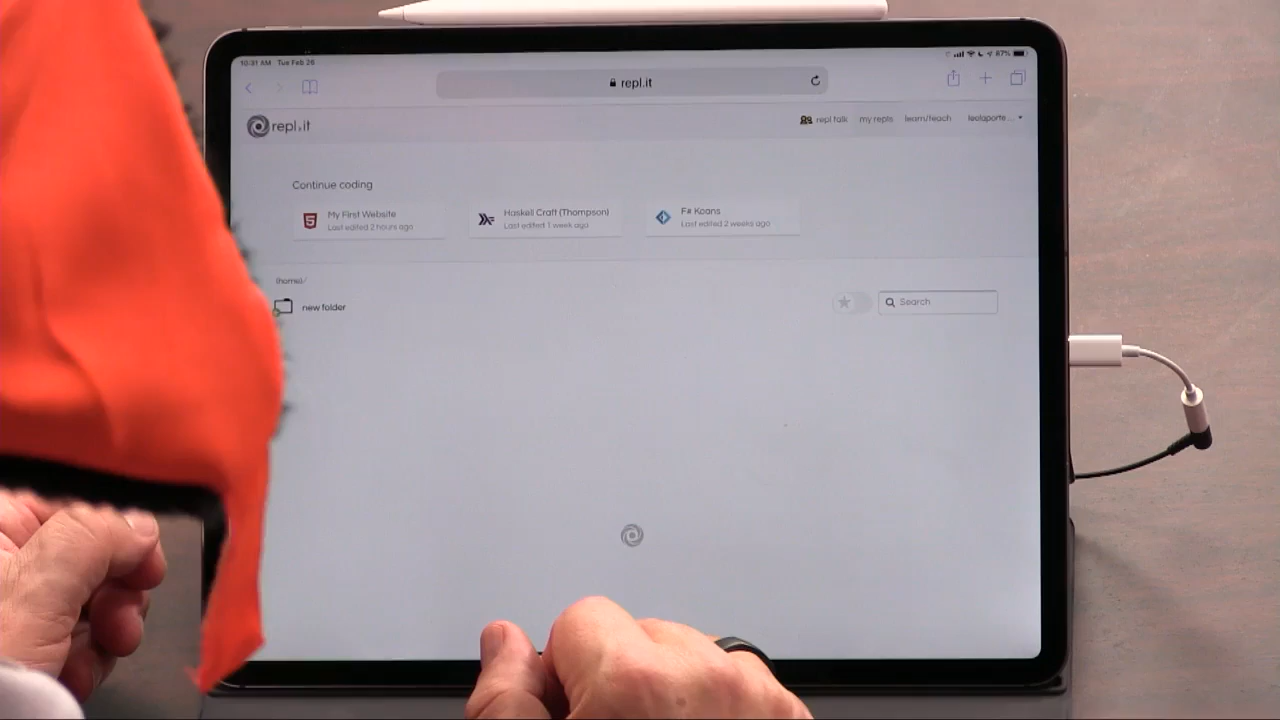 10:31 AM Tue Feb 26
87%
repl.it
repl.it
repl talk my repls learn/teach leolaporte ...
Continue coding
My First Website
Last edited 2 hours ago
Haskell Craft (Thompson)
Last edited 1 week ago
F# Koans
Last edited 2 weeks ago
(home)/
new folder
Search